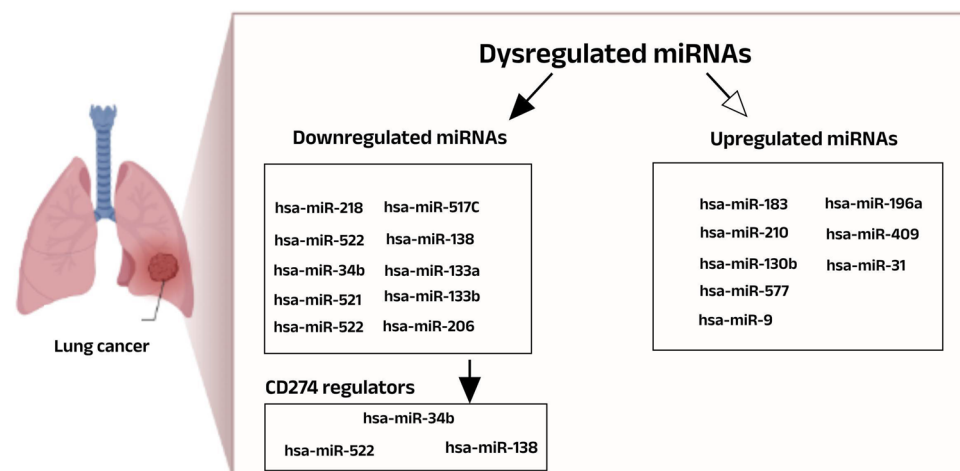 Dysregulated miRNAs
Downregulated miRNAs
hsa-miR-218 hsa-miR-517C
hsa-miR-522 hsa-miR-138
hsa-miR-34b hsa-miR-133a
hsa-miR-521 hsa-miR-133b
hsa-miR-522 hsa-miR-206
Upregulated miRNAs
hsa-miR-183 hsa-miR-196a
hsa-miR-210 hsa-miR-409
hsa-miR-130b hsa-miR-31
hsa-miR-577
hsa-miR-9
Lung cancer
CD274 regulators
hsa-miR-34b
hsa-miR-522 hsa-miR-138